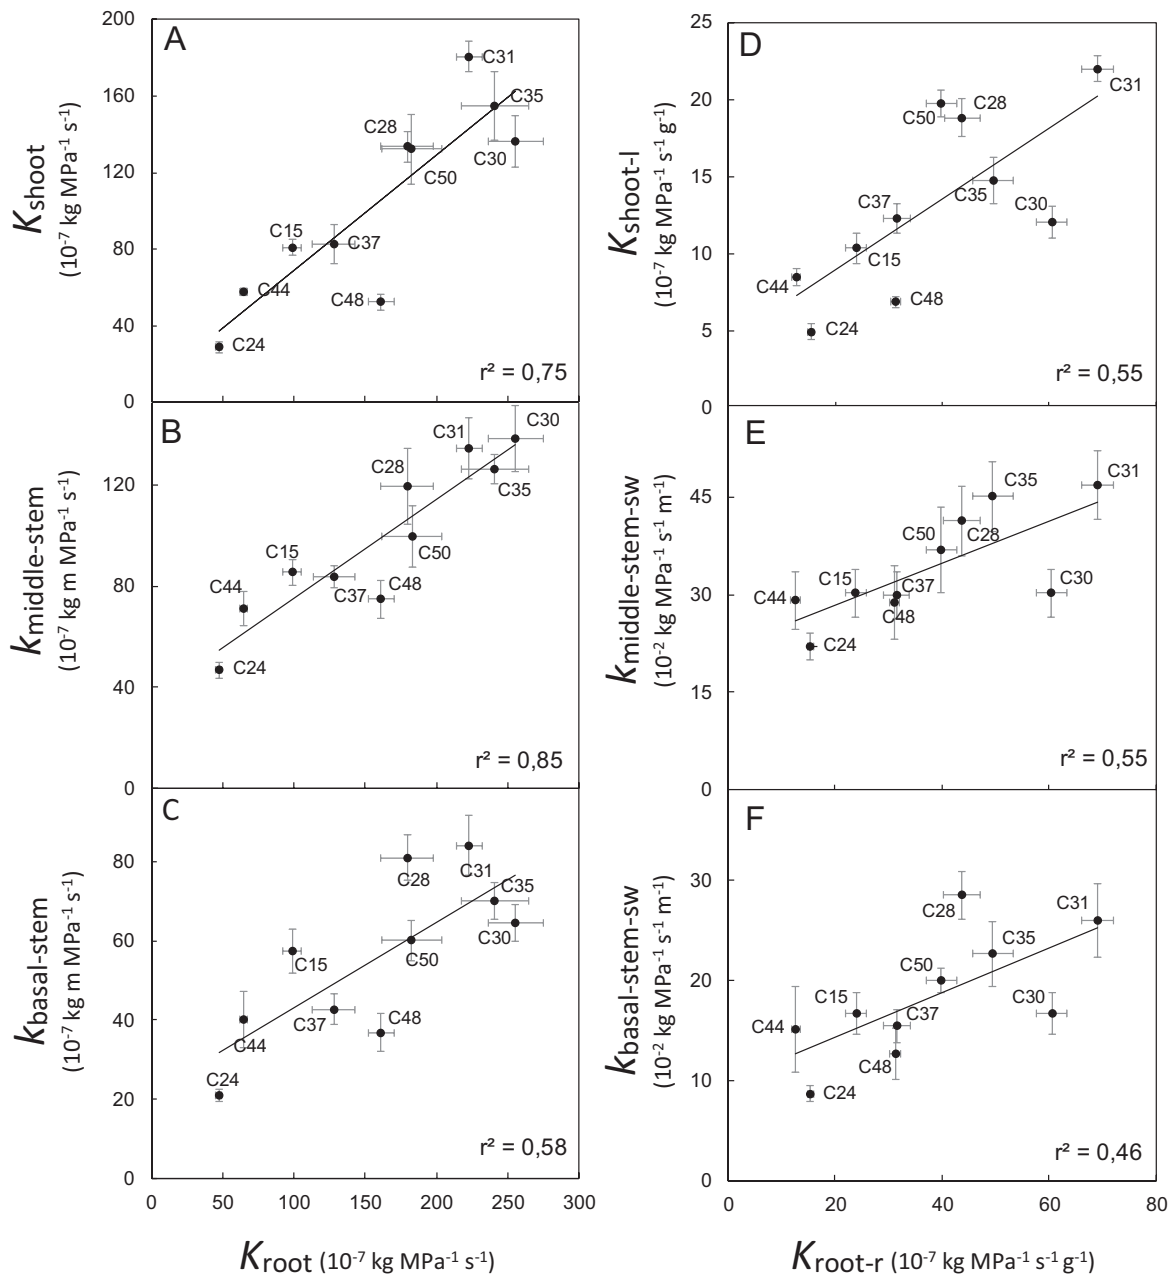 A
K shoot
(10⁻⁷ kg MPa⁻¹ s⁻¹)
200
160
120
80
40
0
C31
C35
C28
C30
C50
C15
C37
C44
C48
C24
r² = 0,75
B
k middle-stem
(10⁻⁷ kg m MPa⁻¹ s⁻¹)
120
80
40
0
C30
C31
C28
C35
C50
C15
C37
C48
C44
C24
r² = 0,85
C
k basal-stem
(10⁻⁷ kg m MPa⁻¹ s⁻¹)
80
60
40
20
0
C28
C31
C35
C30
C50
C15
C37
C48
C44
C24
r² = 0,58
0 50 100 150 200 250 300
K root (10⁻⁷ kg MPa⁻¹ s⁻¹)
D
K shoot-l
(10⁻⁷ kg MPa⁻¹ s⁻¹ g⁻¹)
25
20
15
10
5
0
C31
C28
C50
C35
C30
C37
C15
C44
C48
C24
r² = 0,55
E
k middle-stem-sw
(10⁻² kg MPa⁻¹ s⁻¹ m⁻¹)
45
30
15
0
C31
C35
C50
C28
C30
C15
C37
C44
C48
C24
r² = 0,55
F
k basal-stem-sw
(10⁻² kg MPa⁻¹ s⁻¹ m⁻¹)
30
20
10
0
C28
C31
C35
C50
C30
C15
C37
C44
C48
C24
r² = 0,46
0 20 40 60 80
K root-r (10⁻⁷ kg MPa⁻¹ s⁻¹ g⁻¹)